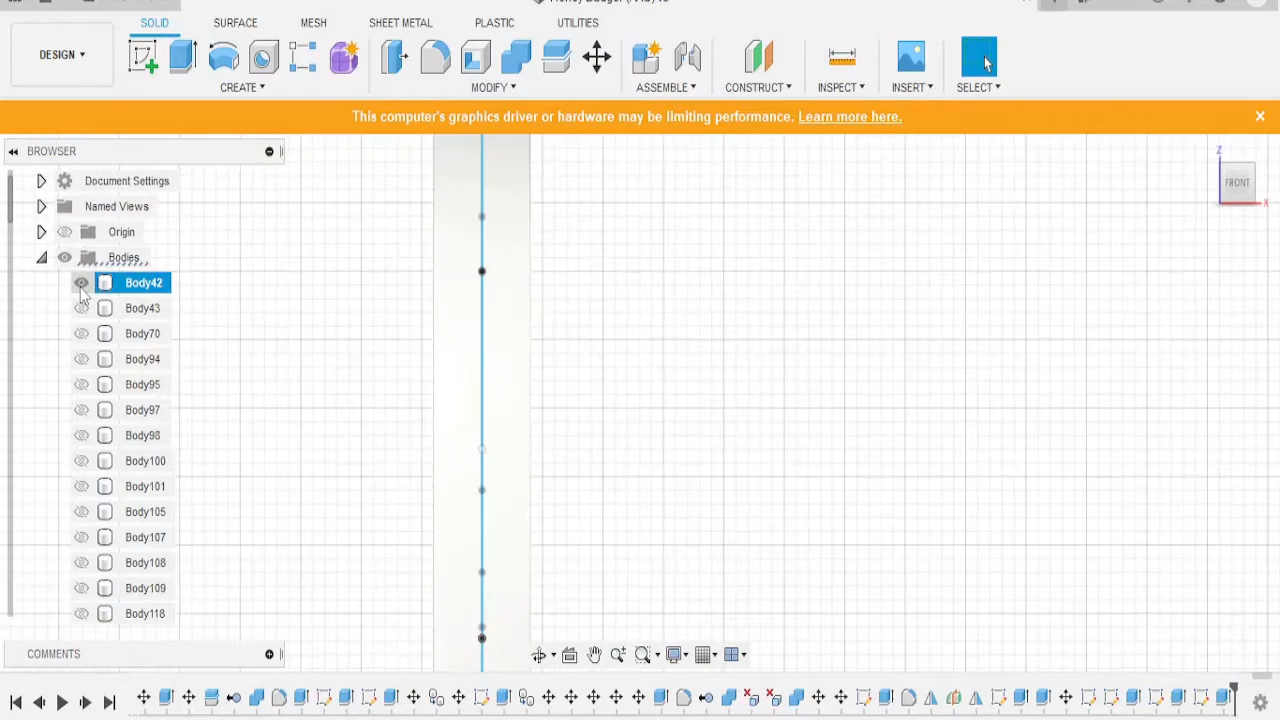 SOLID SURFACE MESH SHEET METAL PLASTIC UTILITIES
DESIGN
CREATE MODIFY ASSEMBLE CONSTRUCT INSPECT INSERT SELECT
This computer's graphics driver or hardware may be limiting performance. Learn more here.
BROWSER
Document Settings
Named Views
Origin
Bodies
Body42
Body43
Body70
Body94
Body95
Body97
Body98
Body100
Body101
Body105
Body107
Body108
Body109
Body118
COMMENTS
Z
FRONT
X